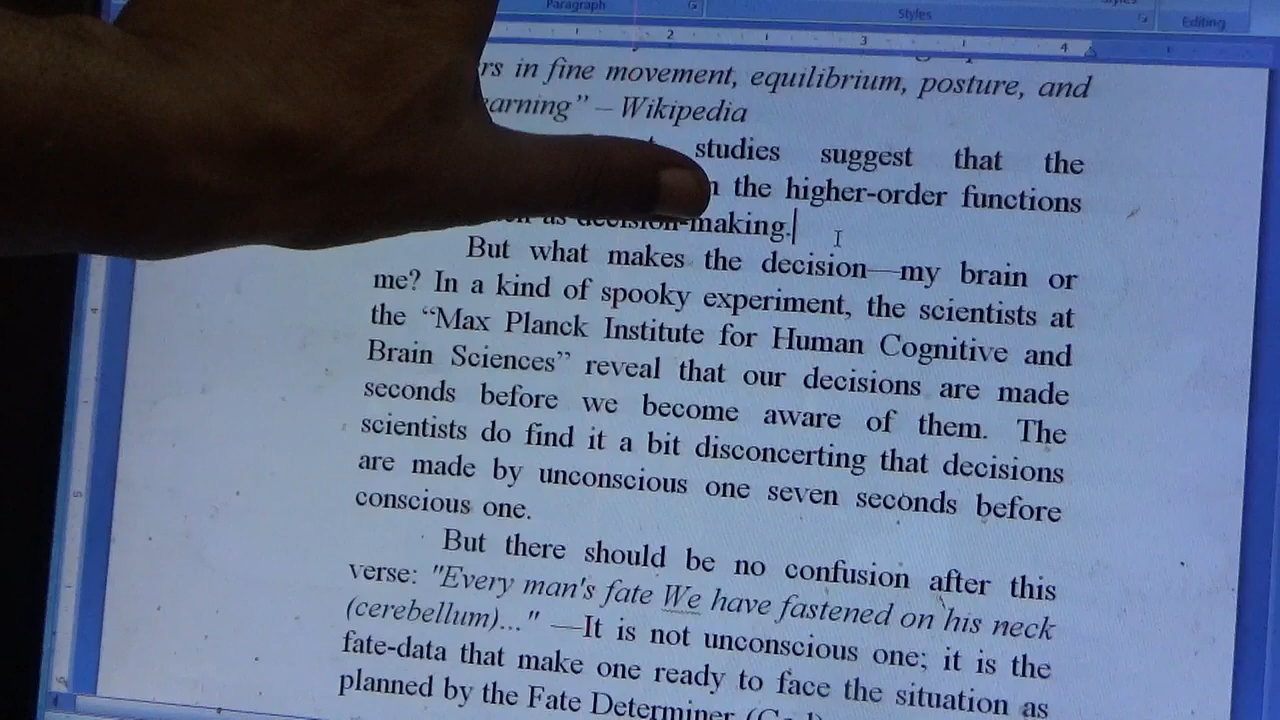 Paragraph
Styles
Editing
2
3
4
in fine movement, equilibrium, posture, and
– Wikipedia
studies suggest that the
the higher-order functions
as decision-making.
But what makes the decision—my brain or
me? In a kind of spooky experiment, the scientists at
the “Max Planck Institute for Human Cognitive and
Brain Sciences” reveal that our decisions are made
seconds before we become aware of them. The
scientists do find it a bit disconcerting that decisions
are made by unconscious one seven seconds before
conscious one.
But there should be no confusion after this
verse: "Every man's fate We have fastened on his neck
(cerebellum)..." —It is not unconscious one; it is the
fate-data that make one ready to face the situation as
planned by the Fate Determiner